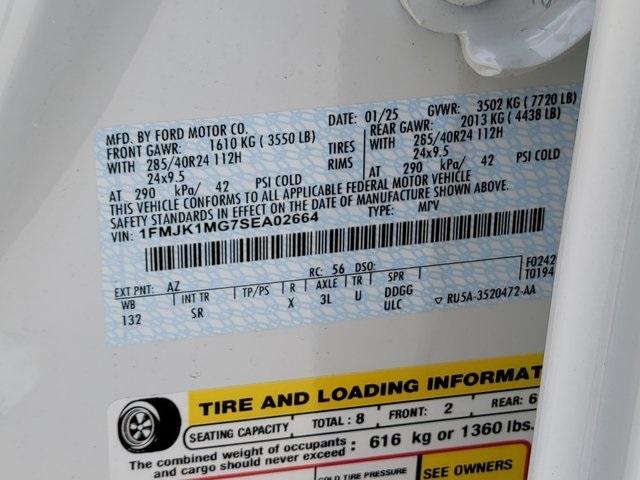 MFD. BY FORD MOTOR CO.
DATE: 01/25 GVWR: 3502 KG ( 7720 LB)
FRONT GAWR: 1610 KG ( 3550 LB) REAR GAWR: 2013 KG ( 4438 LB)
WITH 285/40R24 112H TIRES WITH 285/40R24 112H
24x9.5 RIMS 24x9.5
AT 290 kPa/ 42 PSI COLD AT 290 kPa/ 42 PSI COLD
THIS VEHICLE CONFORMS TO ALL APPLICABLE FEDERAL MOTOR VEHICLE
SAFETY STANDARDS IN EFFECT ON THE DATE OF MANUFACTURE SHOWN ABOVE.
VIN: 1FMJK1MG7SEA02664 TYPE: MPV
EXT PNT: AZ RC: 56 DSO: F0242
WB INT TR TP/PS R AXLE TR SPR T0194
132 SR X 3L U DDGG
ULC ▽ RU5A-3520472-AA
TIRE AND LOADING INFORMAT
SEATING CAPACITY TOTAL: 8 FRONT: 2 REAR: 6
The combined weight of occupants
and cargo should never exceed : 616 kg or 1360 lbs.
COLD TIRE PRESSURE
SEE OWNERS